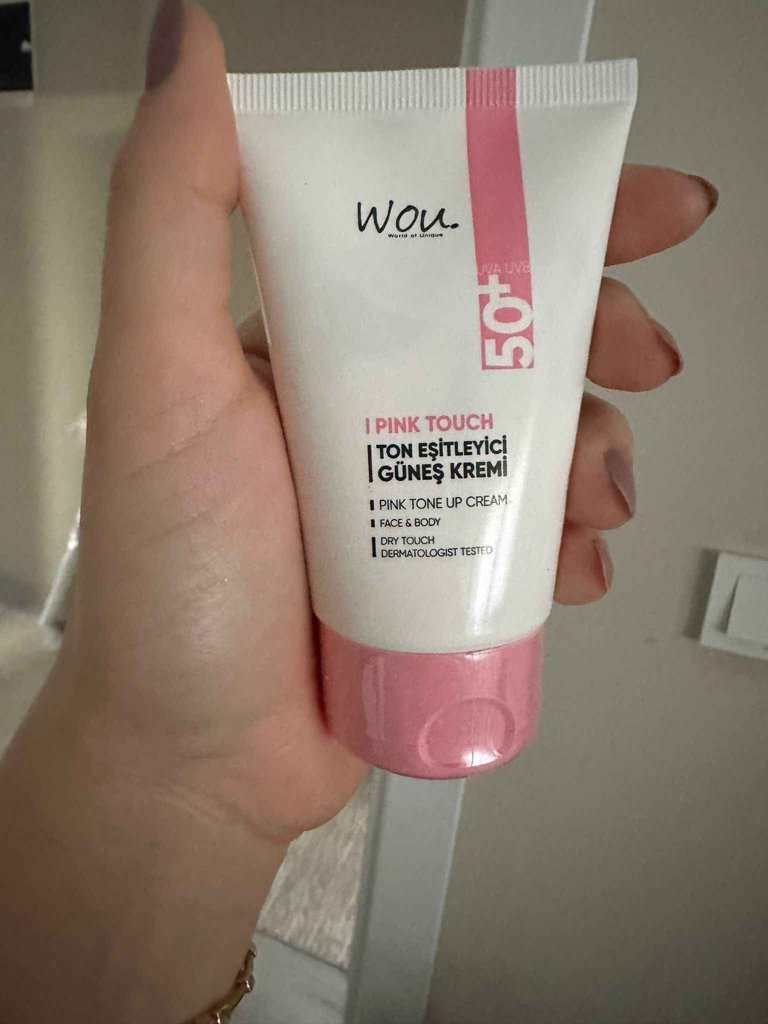 Wou.
World of Unique
UVA UVB
50+
PINK TOUCH
TON EŞİTLEYİCİ
GÜNEŞ KREMİ
PINK TONE UP CREAM
FACE & BODY
DRY TOUCH
DERMATOLOGIST TESTED